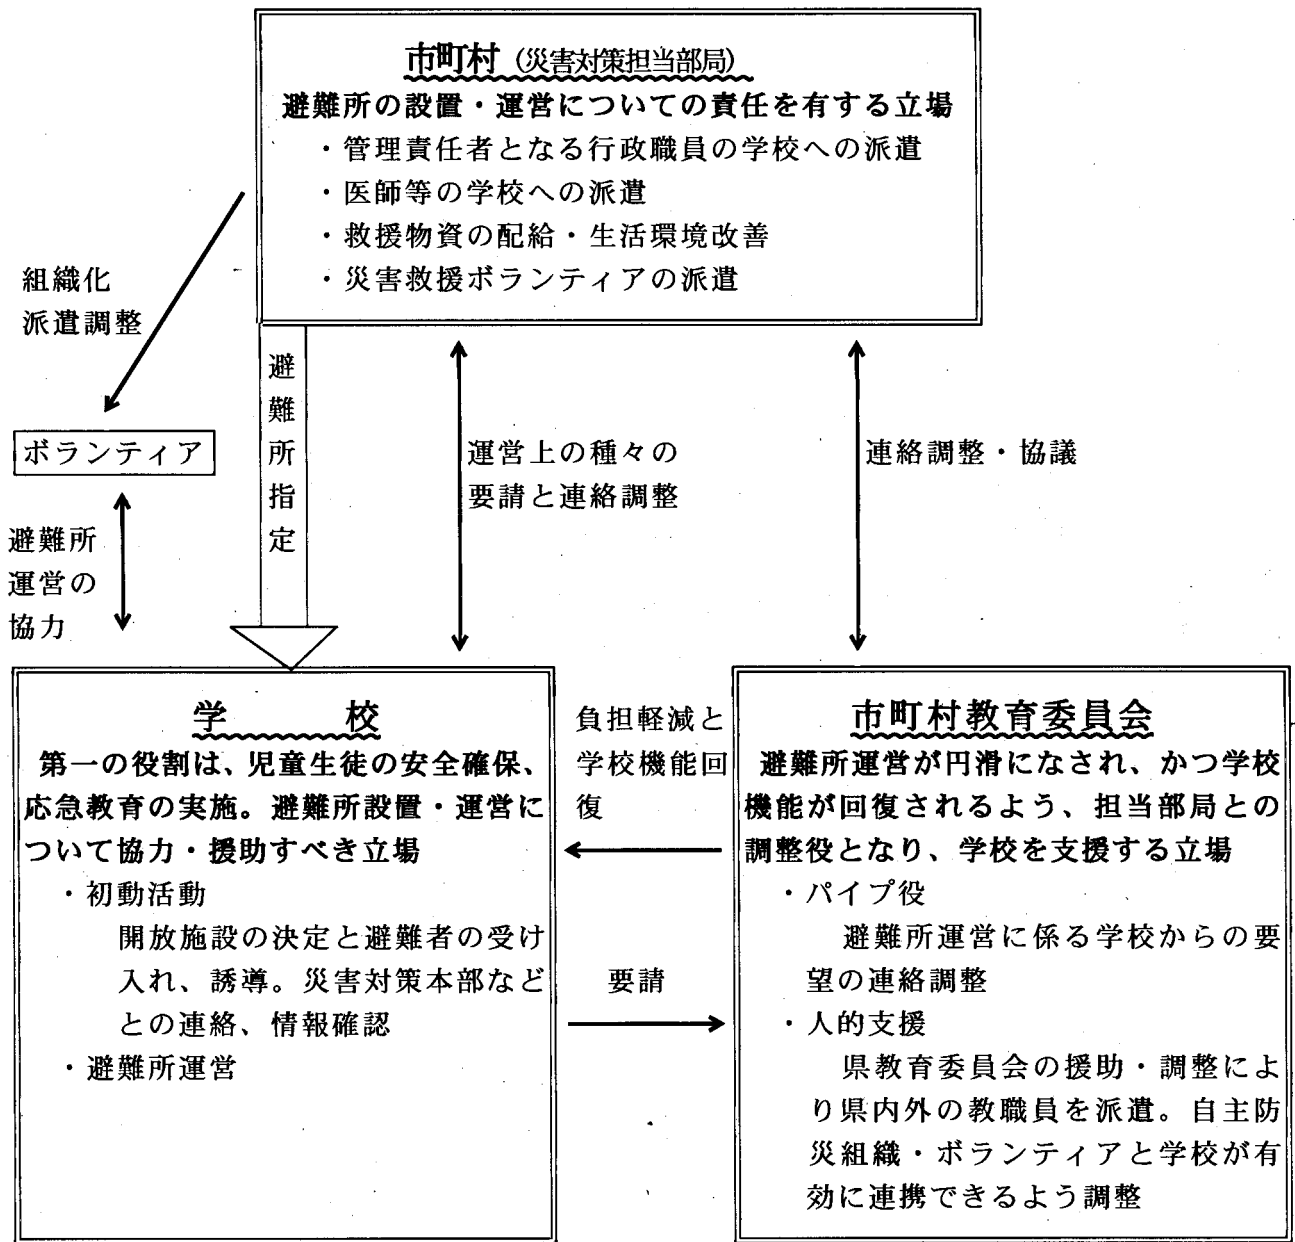 市町村(災害対策担当部局)
避難所の設置・運営についての責任を有する立場
・管理責任者となる行政職員の学校への派遣
・医師等の学校への派遣
・救援物資の配給・生活環境改善
・災害救援ボランティアの派遣
組織化
派遣調整
避難所指定
ボランティア
運営上の種々の
要請と連絡調整
連絡調整・協議
避難所
運営の
協力
学校
第一の役割は、児童生徒の安全確保、
応急教育の実施。避難所設置・運営に
ついて協力・援助すべき立場
・初動活動
開放施設の決定と避難者の受け
入れ、誘導。災害対策本部など
との連絡、情報確認
・避難所運営
負担軽減と
学校機能回
復
要請
市町村教育委員会
避難所運営が円滑になされ、かつ学校
機能が回復されるよう、担当部局との
調整役となり、学校を支援する立場
・パイプ役
避難所運営に係る学校からの要
望の連絡調整
・人的支援
県教育委員会の援助・調整によ
り県内外の教職員を派遣。自主防
災組織・ボランティアと学校が有
効に連携できるよう調整